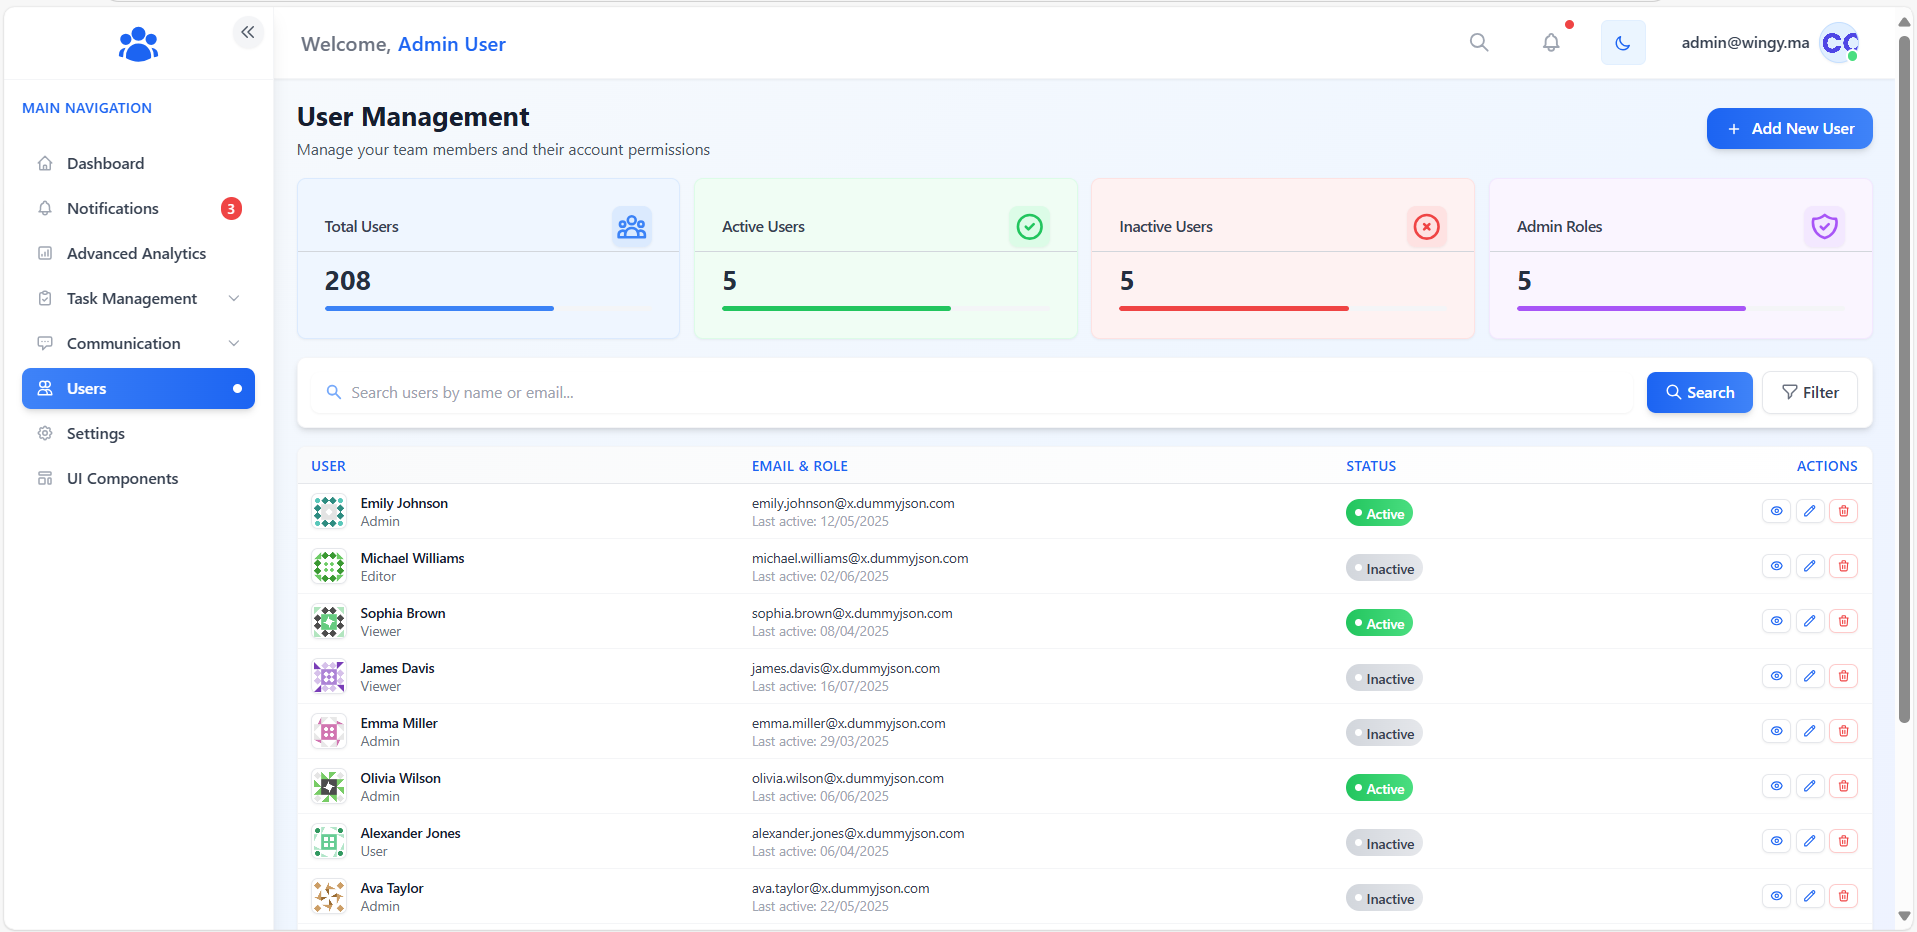 Welcome, Admin User
admin@wingy.ma
MAIN NAVIGATION
Dashboard
Notifications
3
Advanced Analytics
Task Management
Communication
Users
Settings
UI Components
User Management
Manage your team members and their account permissions
+ Add New User
Total Users
208
Active Users
5
Inactive Users
5
Admin Roles
5
Search users by name or email...
Search
Filter
USER EMAIL & ROLE STATUS ACTIONS
Emily Johnson emily.johnson@x.dummyjson.com Active
Admin Last active: 12/05/2025
Michael Williams michael.williams@x.dummyjson.com Inactive
Editor Last active: 02/06/2025
Sophia Brown sophia.brown@x.dummyjson.com Active
Viewer Last active: 08/04/2025
James Davis james.davis@x.dummyjson.com Inactive
Viewer Last active: 16/07/2025
Emma Miller emma.miller@x.dummyjson.com Inactive
Admin Last active: 29/03/2025
Olivia Wilson olivia.wilson@x.dummyjson.com Active
Admin Last active: 06/06/2025
Alexander Jones alexander.jones@x.dummyjson.com Inactive
User Last active: 06/04/2025
Ava Taylor ava.taylor@x.dummyjson.com Inactive
Admin Last active: 22/05/2025